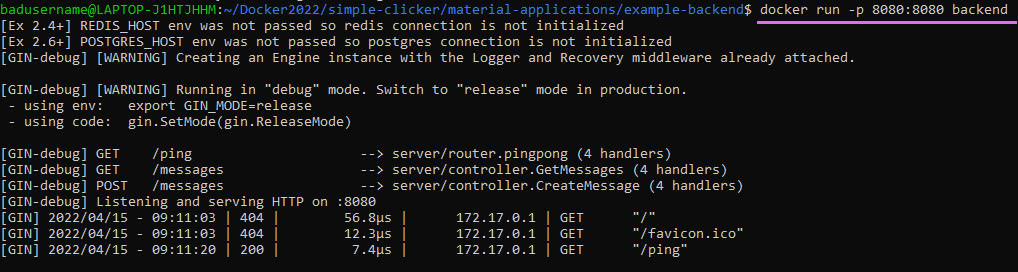 badusername@LAPTOP-J1HTJHHM:~/Docker2022/simple-clicker/material-applications/example-backend$ docker run -p 8080:8080 backend
[Ex 2.4+] REDIS_HOST env was not passed so redis connection is not initialized
[Ex 2.6+] POSTGRES_HOST env was not passed so postgres connection is not initialized
[GIN-debug] [WARNING] Creating an Engine instance with the Logger and Recovery middleware already attached.

[GIN-debug] [WARNING] Running in "debug" mode. Switch to "release" mode in production.
 - using env:   export GIN_MODE=release
 - using code:  gin.SetMode(gin.ReleaseMode)

[GIN-debug] GET    /ping                     --> server/router.pingpong (4 handlers)
[GIN-debug] GET    /messages                 --> server/controller.GetMessages (4 handlers)
[GIN-debug] POST   /messages                 --> server/controller.CreateMessage (4 handlers)
[GIN-debug] Listening and serving HTTP on :8080
[GIN] 2022/04/15 - 09:11:03 | 404 |        56.8µs |      172.17.0.1 | GET      "/"
[GIN] 2022/04/15 - 09:11:03 | 404 |        12.3µs |      172.17.0.1 | GET      "/favicon.ico"
[GIN] 2022/04/15 - 09:11:20 | 200 |         7.4µs |      172.17.0.1 | GET      "/ping"